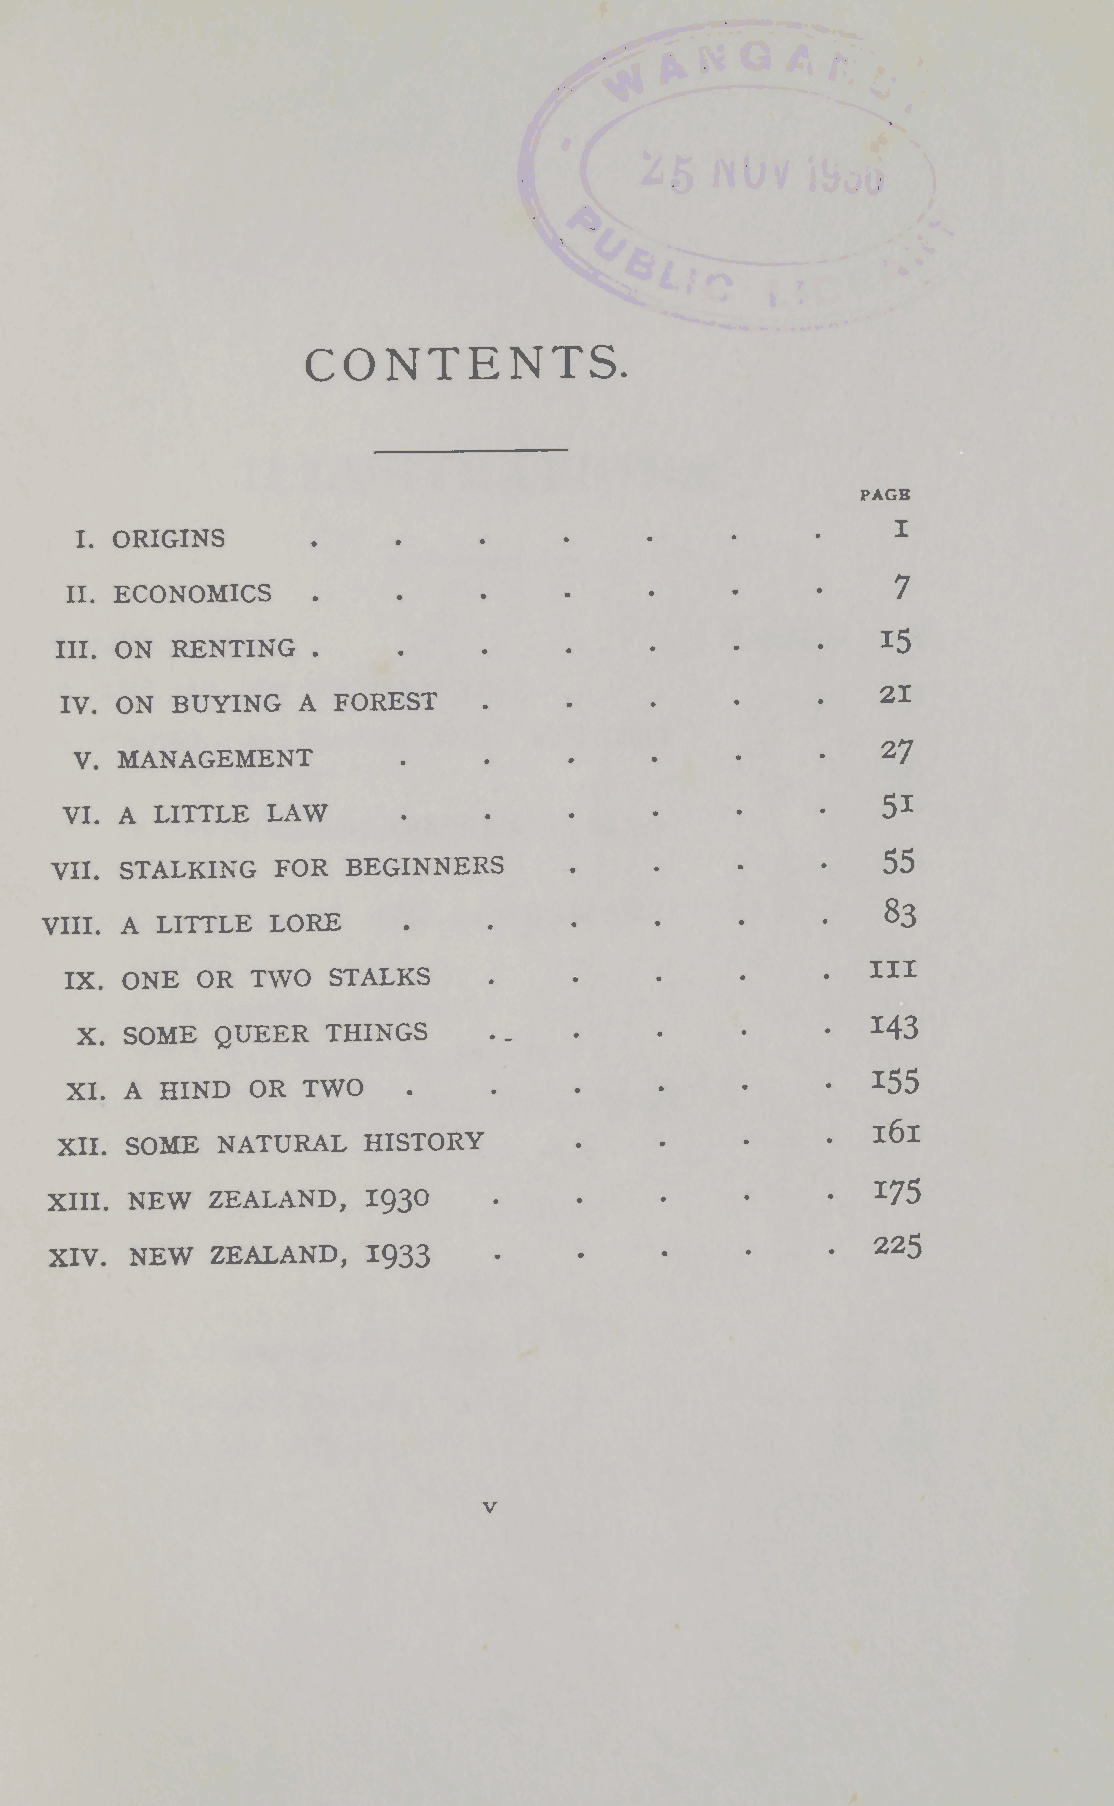 WANGANUI
25 NOV
PUBLIC LIBRARY
CONTENTS.
PAGE
I. ORIGINS . . . . . . . 1
II. ECONOMICS . . . . . . . 7
III. ON RENTING . . . . . . . 15
IV. ON BUYING A FOREST . . . . . 21
V. MANAGEMENT . . . . . . 27
VI. A LITTLE LAW . . . . . . 51
VII. STALKING FOR BEGINNERS . . . . 55
VIII. A LITTLE LORE . . . . . . 83
IX. ONE OR TWO STALKS . . . . . 111
X. SOME QUEER THINGS . . . . . 143
XI. A HIND OR TWO . . . . . . 155
XII. SOME NATURAL HISTORY . . . . 161
XIII. NEW ZEALAND, 1930 . . . . . 175
XIV. NEW ZEALAND, 1933 . . . . . 225
v